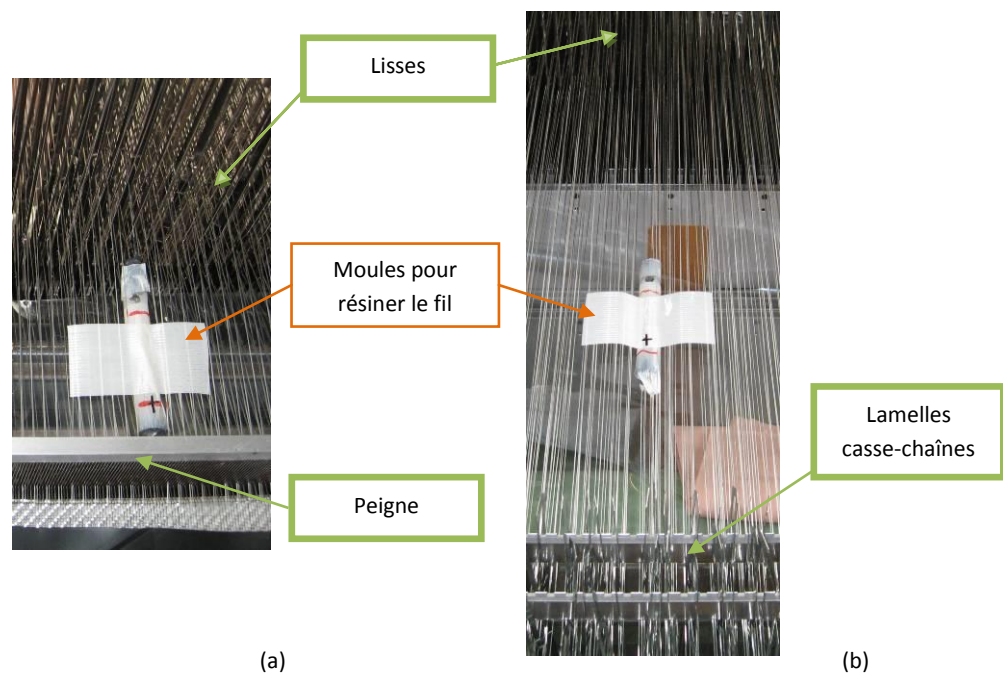 Lisses
Moules pour
résiner le fil
Lamelles
casse-chaînes
Peigne
(a)
(b)